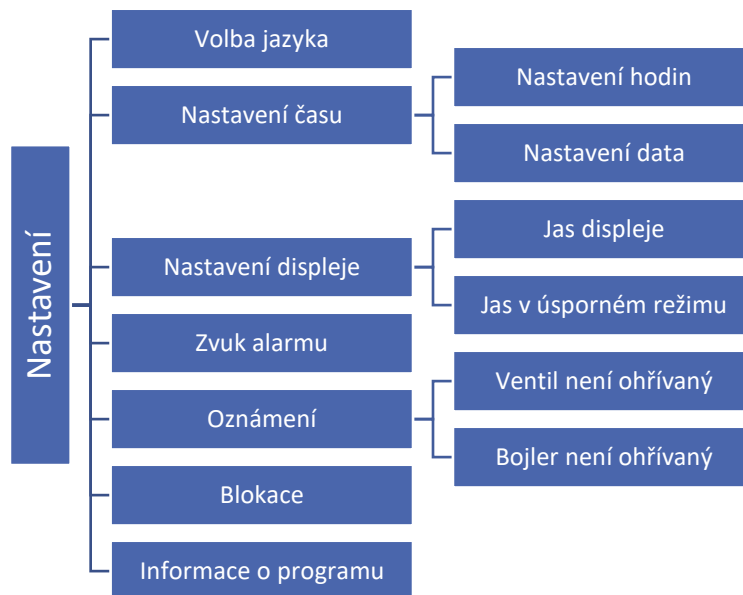 Nastavení
Volba jazyka
Nastavení času
Nastavení hodin
Nastavení data
Nastavení displeje
Jas displeje
Jas v úsporném režimu
Zvuk alarmu
Oznámení
Ventil není ohřívaný
Bojler není ohřívaný
Blokace
Informace o programu